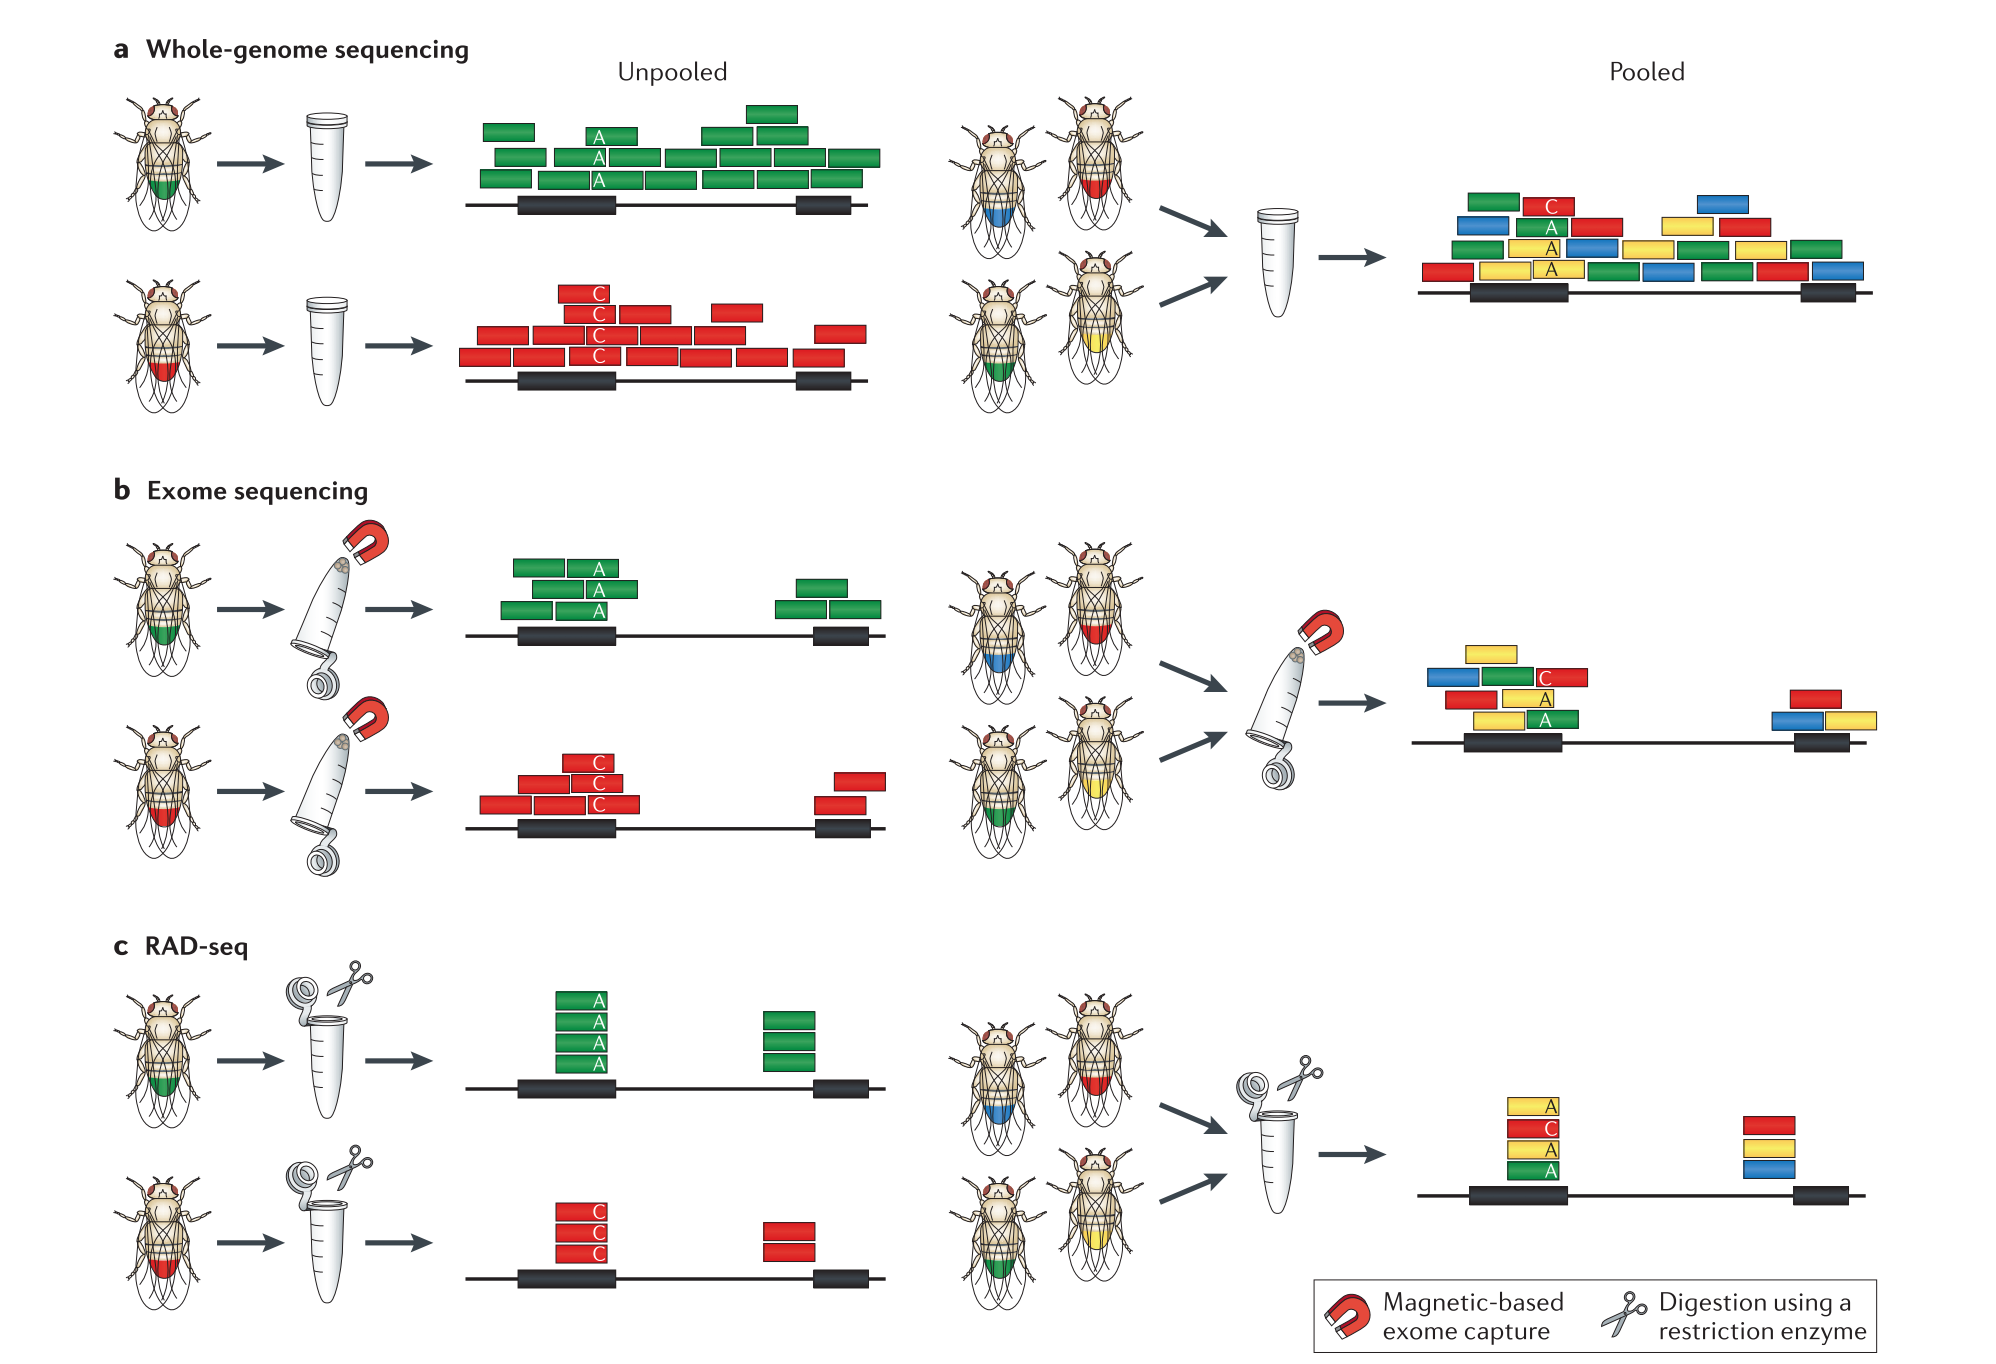 a Whole-genome sequencing
Unpooled
Pooled
A
A
A
C
C
C
C
C
A
A
A
b Exome sequencing
A
A
A
C
C
C
C
A
A
c RAD-seq
A
A
A
A
C
C
C
A
C
A
A
Magnetic-based
exome capture
Digestion using a
restriction enzyme